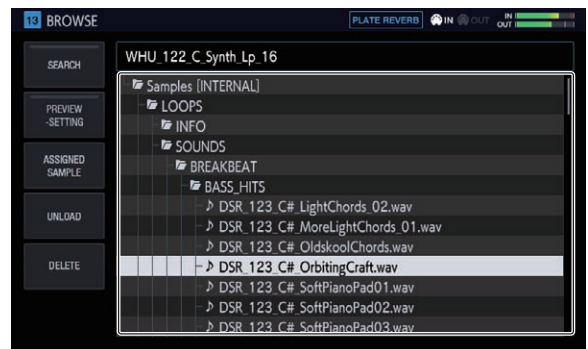 13 BROWSE
PLATE REVERB IN OUT IN OUT
SEARCH
PREVIEW
-SETTING
ASSIGNED
SAMPLE
UNLOAD
DELETE
WHU_122_C_Synth_Lp_16
Samples [INTERNAL]
LOOPS
INFO
SOUNDS
BREAKBEAT
BASS_HITS
DSR_123_C#_LightChords_02.wav
DSR_123_C#_MoreLightChords_01.wav
DSR_123_C#_OldskoolChords.wav
DSR_123_C#_OrbitingCraft.wav
DSR_123_C#_SoftPianoPad01.wav
DSR_123_C#_SoftPianoPad02.wav
DSR_123_C#_SoftPianoPad03.wav